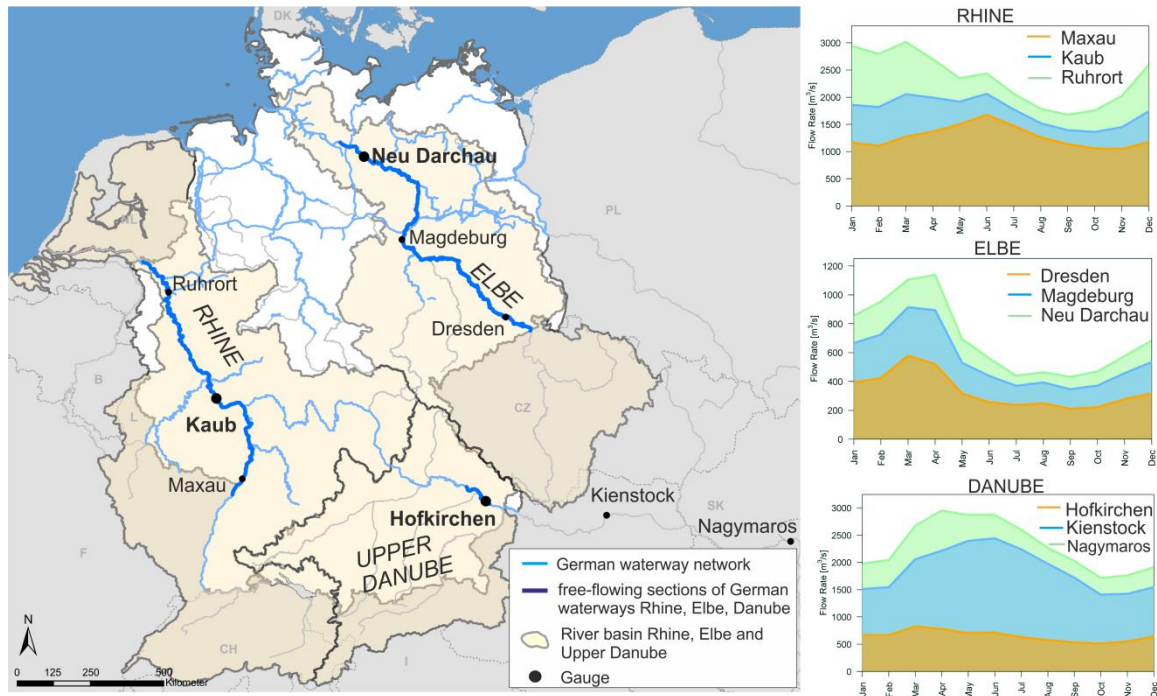 DK
NL
PL
B
L
F
CZ
SK
CH
I
Neu Darchau
Magdeburg
ELBE
Dresden
Ruhrort
RHINE
Kaub
Maxau
Kienstock
Hofkirchen
Nagymaros
UPPER
DANUBE
N
0 125 250 500
Kilometer
German waterway network
free-flowing sections of German
waterways Rhine, Elbe, Danube
River basin Rhine, Elbe and
Upper Danube
Gauge
RHINE
Maxau
Kaub
Ruhrort
Flow Rate [m³/s]
3000
2500
2000
1500
1000
500
0
Jan Feb Mar Apr May Jun Jul Aug Sep Oct Nov Dec
ELBE
Dresden
Magdeburg
Neu Darchau
Flow Rate [m³/s]
1200
1000
800
600
400
200
0
Jan Feb Mar Apr May Jun Jul Aug Sep Oct Nov Dec
DANUBE
Hofkirchen
Kienstock
Nagymaros
Flow Rate [m³/s]
3000
2500
2000
1500
1000
500
0
Jan Feb Mar Apr May Jun Jul Aug Sep Oct Nov Dec